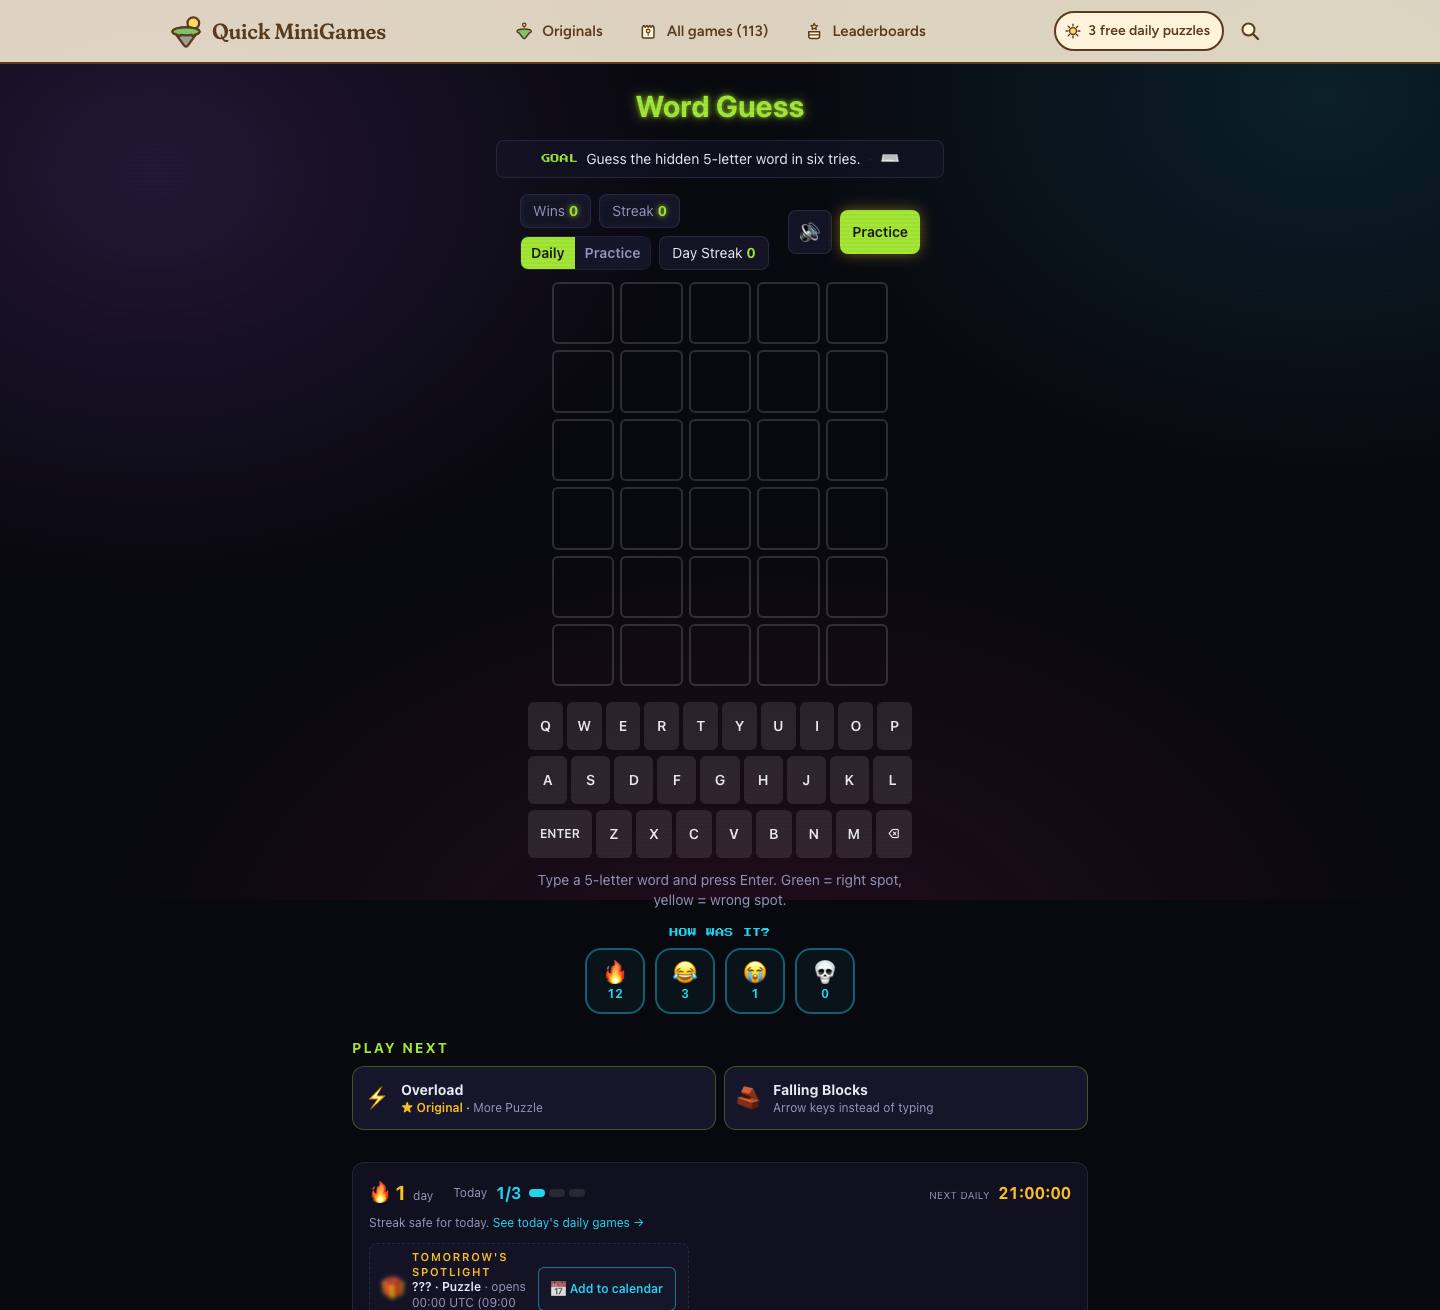 Quick MiniGames
Originals
All games (113)
Leaderboards
3 free daily puzzles
Word Guess
GOAL Guess the hidden 5-letter word in six tries.
Wins 0
Streak 0
Daily
Practice
Day Streak 0
Practice
Q W E R T Y U I O P
A S D F G H J K L
ENTER Z X C V B N M
Type a 5-letter word and press Enter. Green = right spot,
yellow = wrong spot.
HOW WAS IT?
12
3
1
0
PLAY NEXT
Overload
Original · More Puzzle
Falling Blocks
Arrow keys instead of typing
1 day
Today 1/3
NEXT DAILY 21:00:00
Streak safe for today. See today's daily games →
TOMORROW'S
SPOTLIGHT
??? · Puzzle · opens
00:00 UTC (09:00
Add to calendar